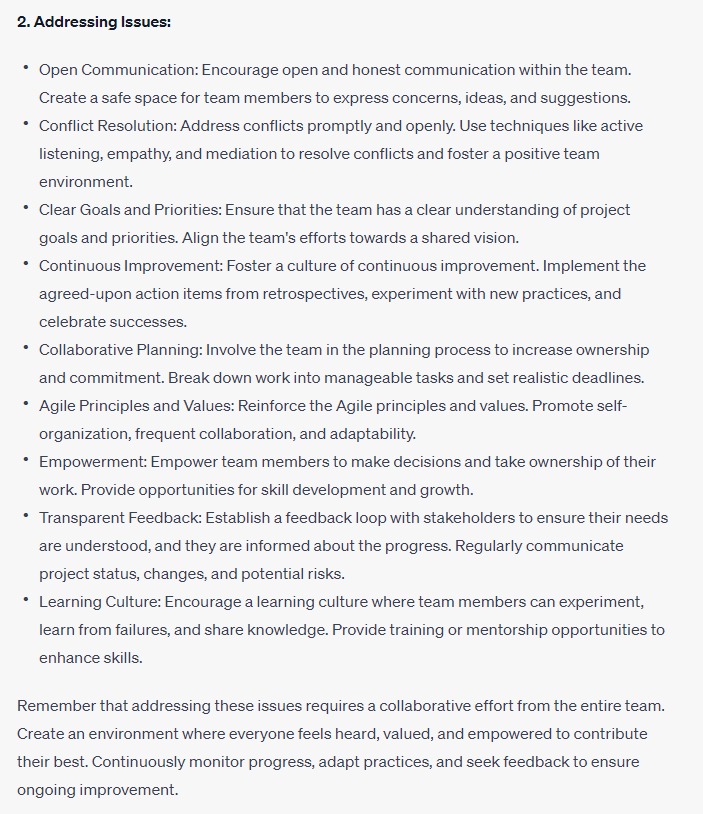 2. Addressing Issues:
• Open Communication: Encourage open and honest communication within the team.
Create a safe space for team members to express concerns, ideas, and suggestions.
• Conflict Resolution: Address conflicts promptly and openly. Use techniques like active
listening, empathy, and mediation to resolve conflicts and foster a positive team
environment.
• Clear Goals and Priorities: Ensure that the team has a clear understanding of project
goals and priorities. Align the team's efforts towards a shared vision.
• Continuous Improvement: Foster a culture of continuous improvement. Implement the
agreed-upon action items from retrospectives, experiment with new practices, and
celebrate successes.
• Collaborative Planning: Involve the team in the planning process to increase ownership
and commitment. Break down work into manageable tasks and set realistic deadlines.
• Agile Principles and Values: Reinforce the Agile principles and values. Promote self-
organization, frequent collaboration, and adaptability.
• Empowerment: Empower team members to make decisions and take ownership of their
work. Provide opportunities for skill development and growth.
• Transparent Feedback: Establish a feedback loop with stakeholders to ensure their needs
are understood, and they are informed about the progress. Regularly communicate
project status, changes, and potential risks.
• Learning Culture: Encourage a learning culture where team members can experiment,
learn from failures, and share knowledge. Provide training or mentorship opportunities to
enhance skills.
Remember that addressing these issues requires a collaborative effort from the entire team.
Create an environment where everyone feels heard, valued, and empowered to contribute
their best. Continuously monitor progress, adapt practices, and seek feedback to ensure
ongoing improvement.